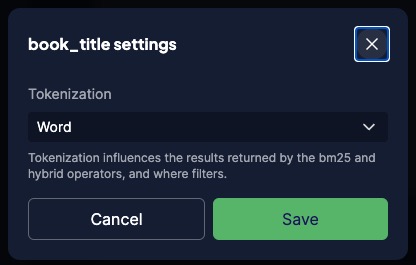 book_title settings
Tokenization
Word
Tokenization influences the results returned by the bm25 and
hybrid operators, and where filters.
Cancel
Save